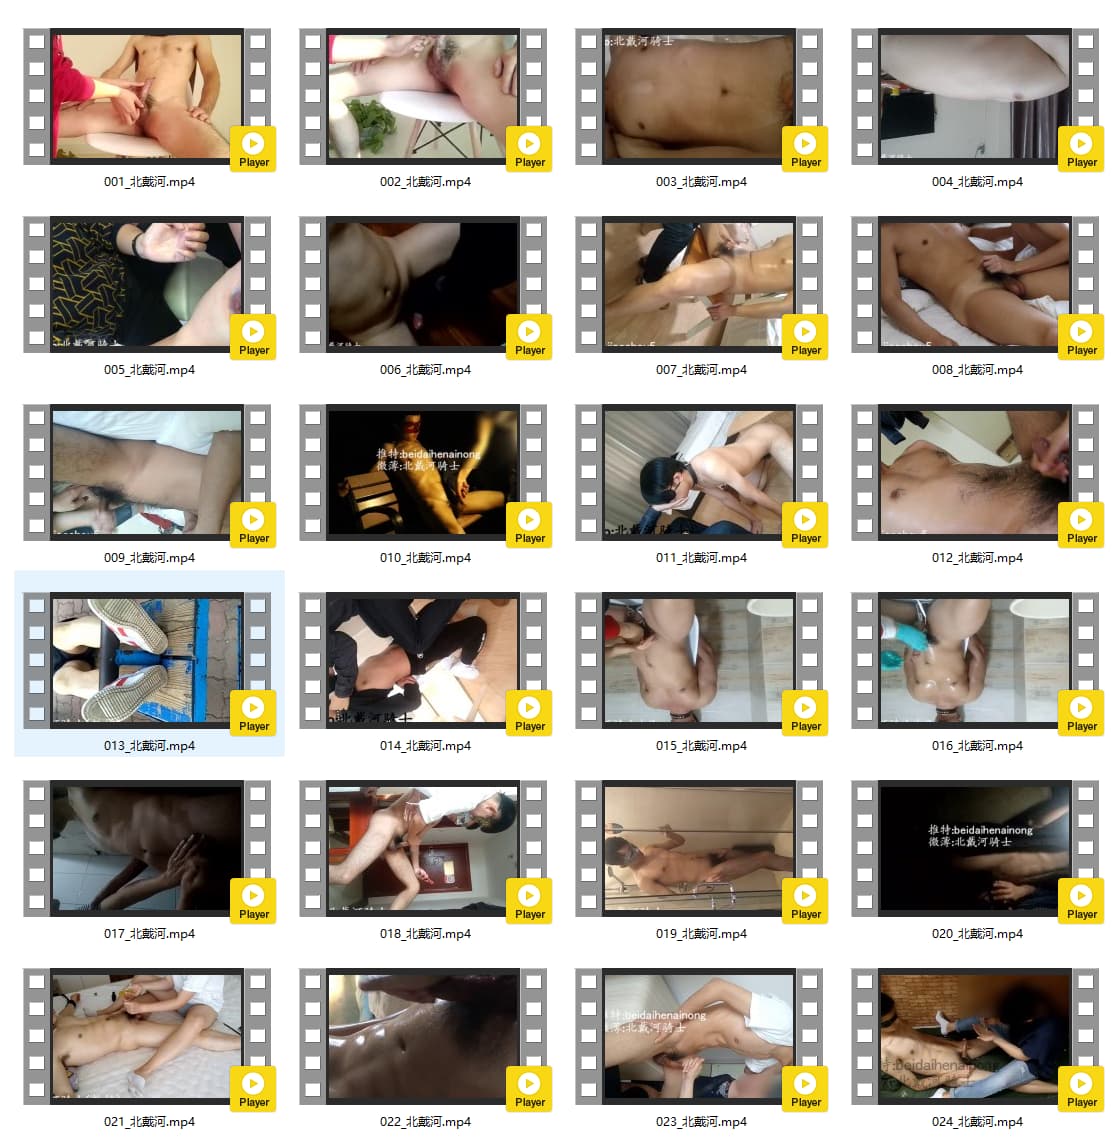 Player Player Player Player
001_北戴河.mp4 002_北戴河.mp4 003_北戴河.mp4 004_北戴河.mp4
Player Player Player Player
005_北戴河.mp4 006_北戴河.mp4 007_北戴河.mp4 008_北戴河.mp4
推特:beidaihenainong
微薄:北戴河骑士
Player Player Player Player
009_北戴河.mp4 010_北戴河.mp4 011_北戴河.mp4 012_北戴河.mp4
Player Player Player Player
013_北戴河.mp4 014_北戴河.mp4 015_北戴河.mp4 016_北戴河.mp4
推特:beidaihenainong
微薄:北戴河骑士
Player Player Player Player
017_北戴河.mp4 018_北戴河.mp4 019_北戴河.mp4 020_北戴河.mp4
:beidaihenainong
:北戴河骑士
Player Player Player Player
021_北戴河.mp4 022_北戴河.mp4 023_北戴河.mp4 024_北戴河.mp4